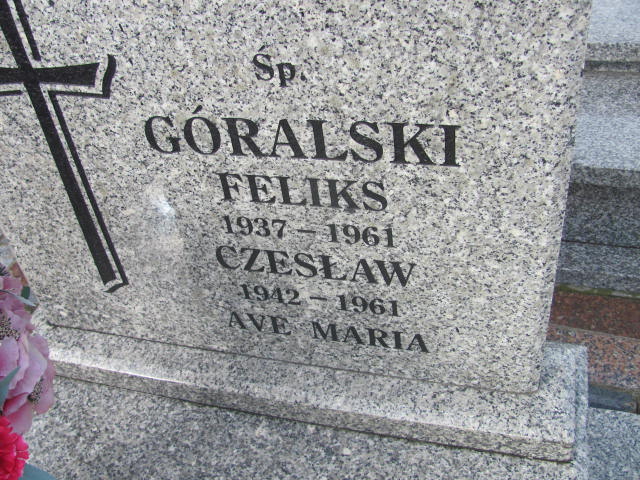 Śp.
GÓRALSKI
FELIKS
1937 – 1961
CZESŁAW
1942 – 1961
AVE MARIA